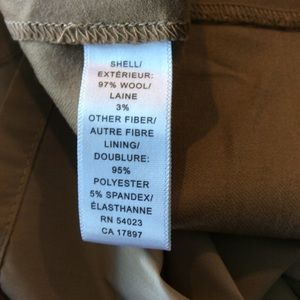 SHELL/
EXTÉRIEUR:
97% WOOL/
LAINE
3%
OTHER FIBER/
AUTRE FIBRE
LINING/
DOUBLURE:
95%
POLYESTER
5% SPANDEX/
ÉLASTHANNE
RN 54023
CA 17897